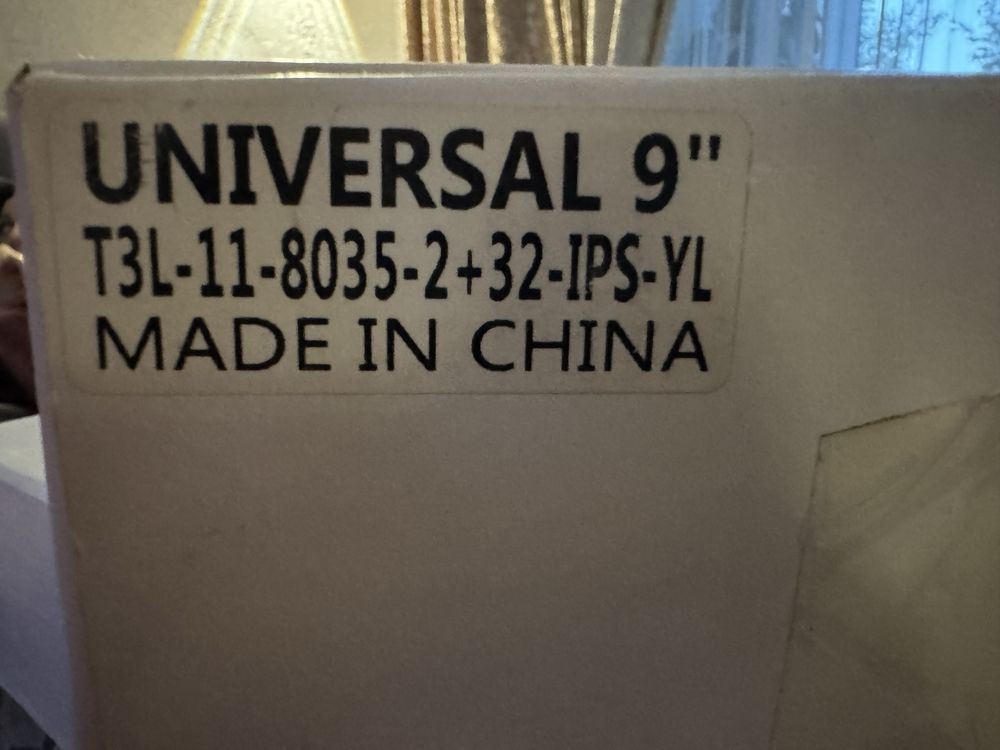 UNIVERSAL 9"
T3L-11-8035-2+32-IPS-YL
MADE IN CHINA